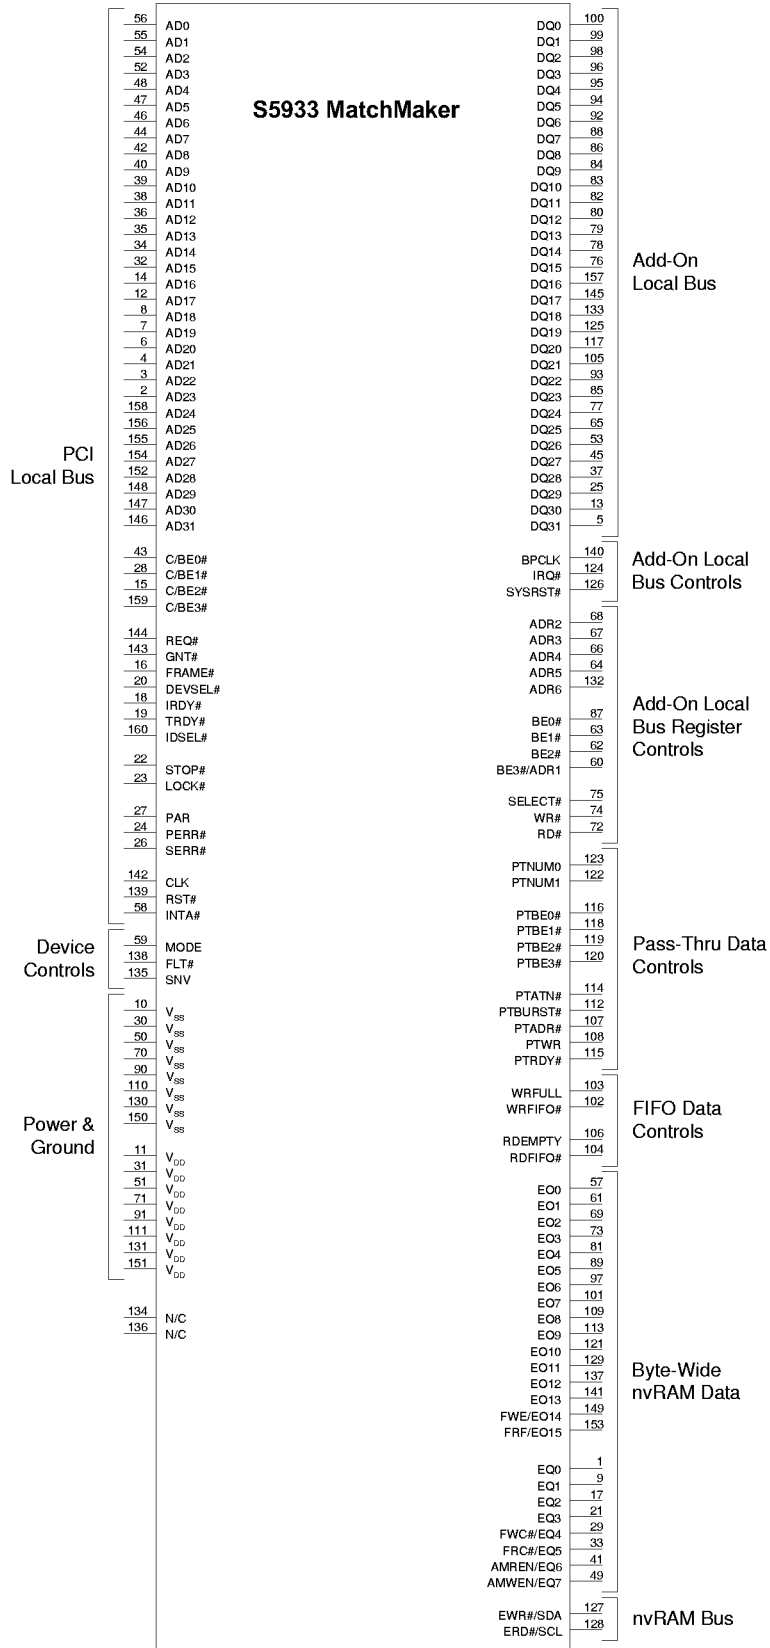 S5933 MatchMaker
PCI
Local Bus
56 AD0
55 AD1
54 AD2
52 AD3
48 AD4
47 AD5
46 AD6
44 AD7
42 AD8
40 AD9
39 AD10
38 AD11
36 AD12
35 AD13
34 AD14
32 AD15
14 AD16
12 AD17
8 AD18
7 AD19
6 AD20
4 AD21
3 AD22
2 AD23
158 AD24
156 AD25
155 AD26
154 AD27
152 AD28
148 AD29
147 AD30
146 AD31
43 C/BE0#
28 C/BE1#
15 C/BE2#
159 C/BE3#
144 REQ#
143 GNT#
16 FRAME#
20 DEVSEL#
18 IRDY#
19 TRDY#
160 IDSEL#
22 STOP#
23 LOCK#
27 PAR
24 PERR#
26 SERR#
142 CLK
139 RST#
58 INTA#
Device
Controls
59 MODE
138 FLT#
135 SNV
Power &
Ground
10 VSS
30 VSS
50 VSS
70 VSS
90 VSS
110 VSS
130 VSS
150 VSS
11 VDD
31 VDD
51 VDD
71 VDD
91 VDD
111 VDD
131 VDD
151 VDD
134 N/C
136 N/C
DQ0 100
DQ1 99
DQ2 98
DQ3 96
DQ4 95
DQ5 94
DQ6 92
DQ7 88
DQ8 86
DQ9 84
DQ10 83
DQ11 82
DQ12 80
DQ13 79
DQ14 78
DQ15 76
DQ16 157
DQ17 145
DQ18 133
DQ19 125
DQ20 117
DQ21 105
DQ22 93
DQ23 85
DQ24 77
DQ25 65
DQ26 53
DQ27 45
DQ28 37
DQ29 25
DQ30 13
DQ31 5
Add-On
Local Bus
BPCLK 140
IRQ# 124
SYSRST# 126
Add-On Local
Bus Controls
ADR2 68
ADR3 67
ADR4 66
ADR5 64
ADR6 132
BE0# 87
BE1# 63
BE2# 62
BE3#/ADR1 60
SELECT# 75
WR# 74
RD# 72
Add-On Local
Bus Register
Controls
PTNUM0 123
PTNUM1 122
PTBE0# 116
PTBE1# 118
PTBE2# 119
PTBE3# 120
PTATN# 114
PTBURST# 112
PTADR# 107
PTWR 108
PTRDY# 115
Pass-Thru Data
Controls
WRFULL 103
WRFIFO# 102
RDEMPTY 106
RDFIFO# 104
FIFO Data
Controls
EO0 57
EO1 61
EO2 69
EO3 73
EO4 81
EO5 89
EO6 97
EO7 101
EO8 109
EO9 113
EO10 121
EO11 129
EO12 137
EO13 141
FWE/EO14 149
FRF/EO15 153
EQ0 1
EQ1 9
EQ2 17
EQ3 21
FWC#/EQ4 29
FRC#/EQ5 33
AMREN/EQ6 41
AMWEN/EQ7 49
Byte-Wide
nvRAM Data
EWR#/SDA 127
ERD#/SCL 128
nvRAM Bus